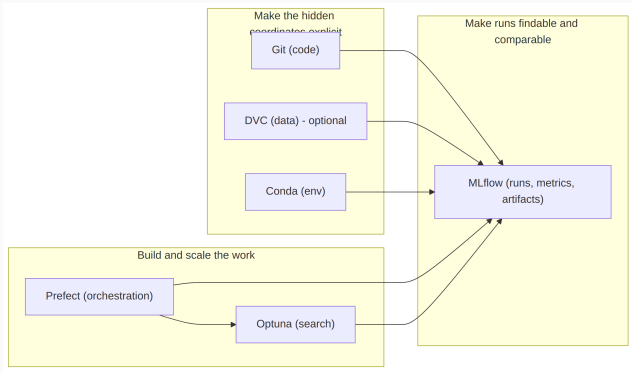 Make the hidden
coordinates explicit
Git (code)
DVC (data) - optional
Conda (env)
Make runs findable and
comparable
MLflow (runs, metrics,
artifacts)
Build and scale the work
Prefect (orchestration)
Optuna (search)